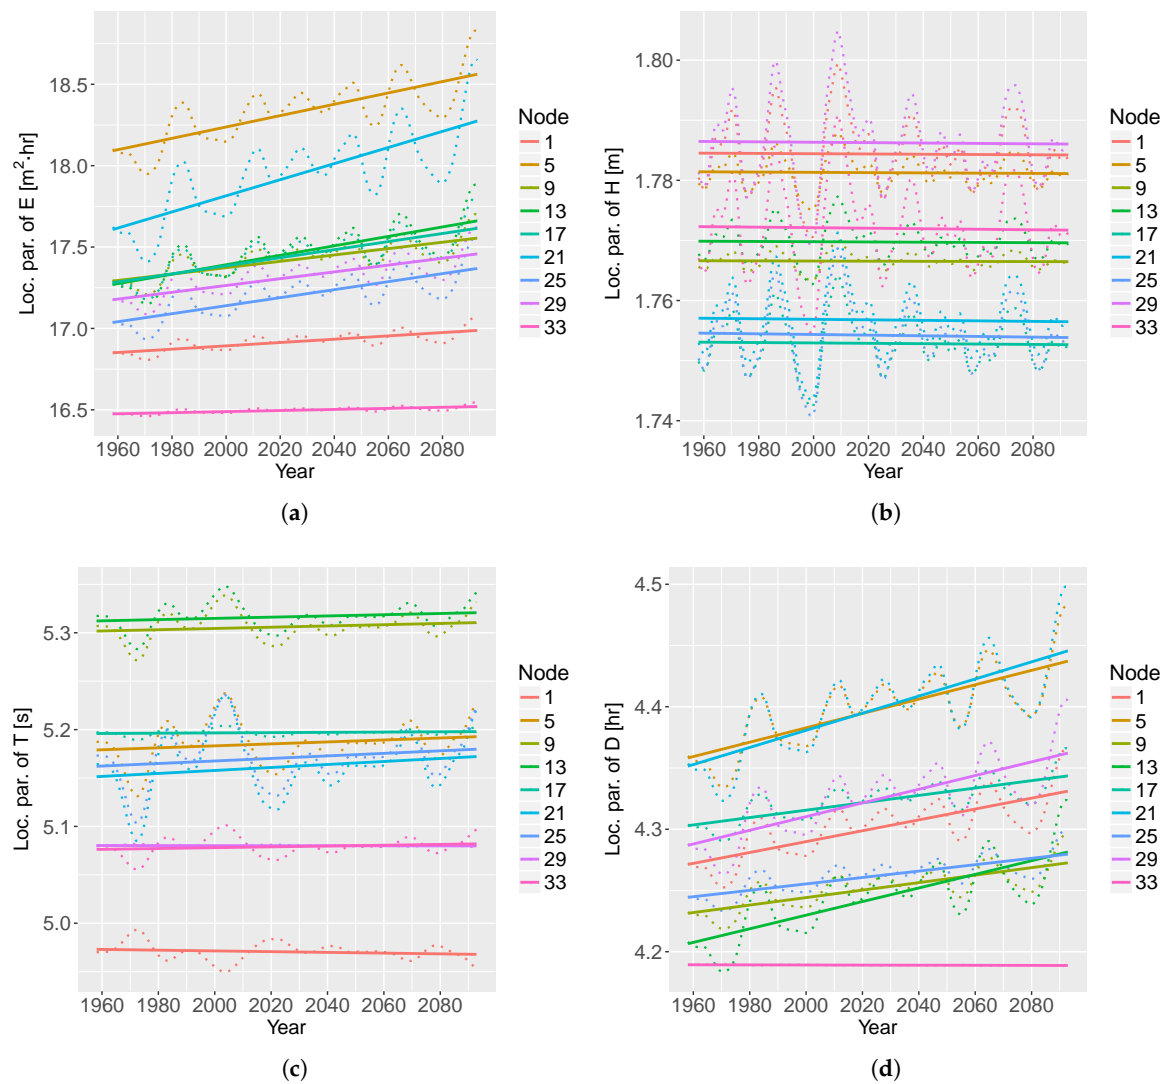 Loc. par. of E [m²·hr]
18.5
18.0
17.5
17.0
16.5
1960 1980 2000 2020 2040 2060 2080
Year
Node
1
5
9
13
17
21
25
29
33
(a)
Loc. par. of H [m]
1.80
1.78
1.76
1.74
1960 1980 2000 2020 2040 2060 2080
Year
Node
1
5
9
13
17
21
25
29
33
(b)
Loc. par. of T [s]
5.3
5.2
5.1
5.0
1960 1980 2000 2020 2040 2060 2080
Year
Node
1
5
9
13
17
21
25
29
33
(c)
Loc. par. of D [hr]
4.5
4.4
4.3
4.2
1960 1980 2000 2020 2040 2060 2080
Year
Node
1
5
9
13
17
21
25
29
33
(d)